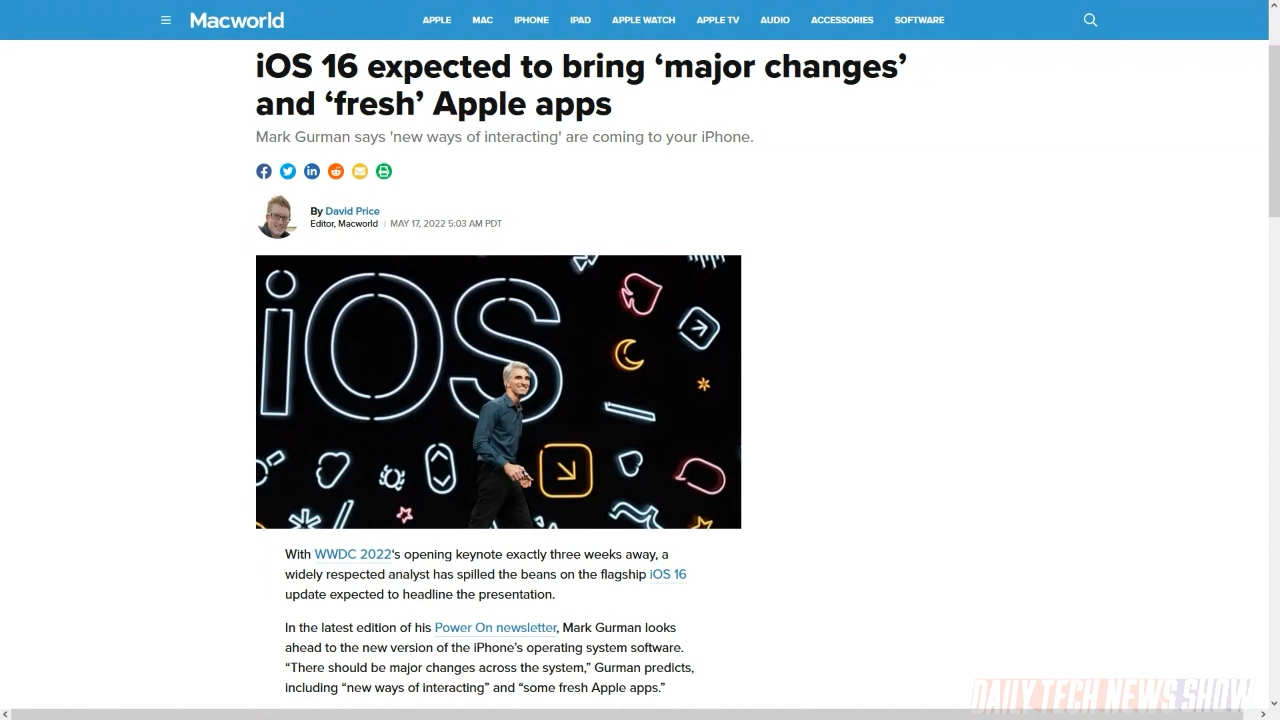 Macworld
APPLE MAC IPHONE IPAD APPLE WATCH APPLE TV AUDIO ACCESSORIES SOFTWARE
iOS 16 expected to bring ‘major changes’
and ‘fresh’ Apple apps
Mark Gurman says 'new ways of interacting' are coming to your iPhone.
By David Price
Editor, Macworld | MAY 17, 2022 5:03 AM PDT
iOS
With WWDC 2022‘s opening keynote exactly three weeks away, a
widely respected analyst has spilled the beans on the flagship iOS 16
update expected to headline the presentation.
In the latest edition of his Power On newsletter, Mark Gurman looks
ahead to the new version of the iPhone’s operating system software.
“There should be major changes across the system,” Gurman predicts,
including “new ways of interacting” and “some fresh Apple apps.”
DAILY TECH NEWS SHOW